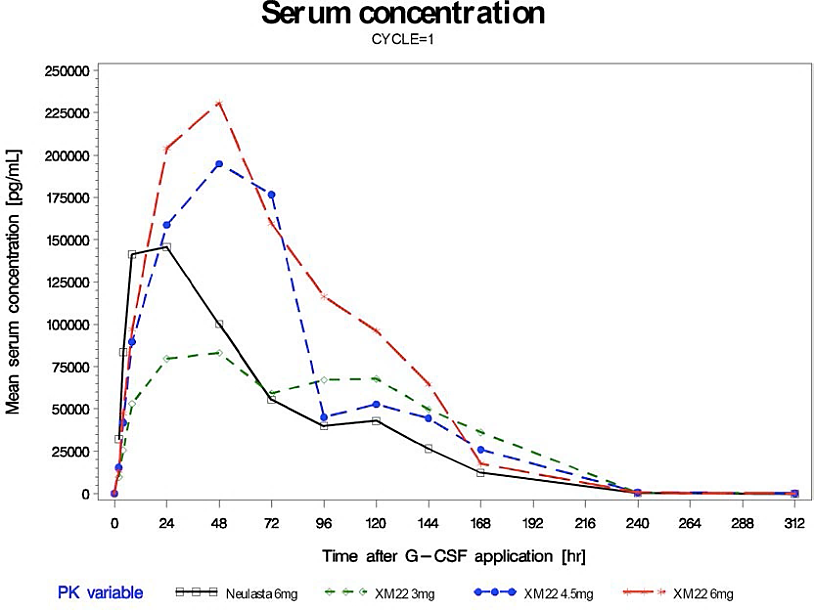 Serum concentration
CYCLE=1
Mean serum concentration [pg/mL]
250000
225000
200000
175000
150000
125000
100000
75000
50000
25000
0
0 24 48 72 96 120 144 168 192 216 240 264 288 312
Time after G-CSF application [hr]
PK variable Neulasta 6mg XM22 3mg XM22 4.5mg XM22 6mg